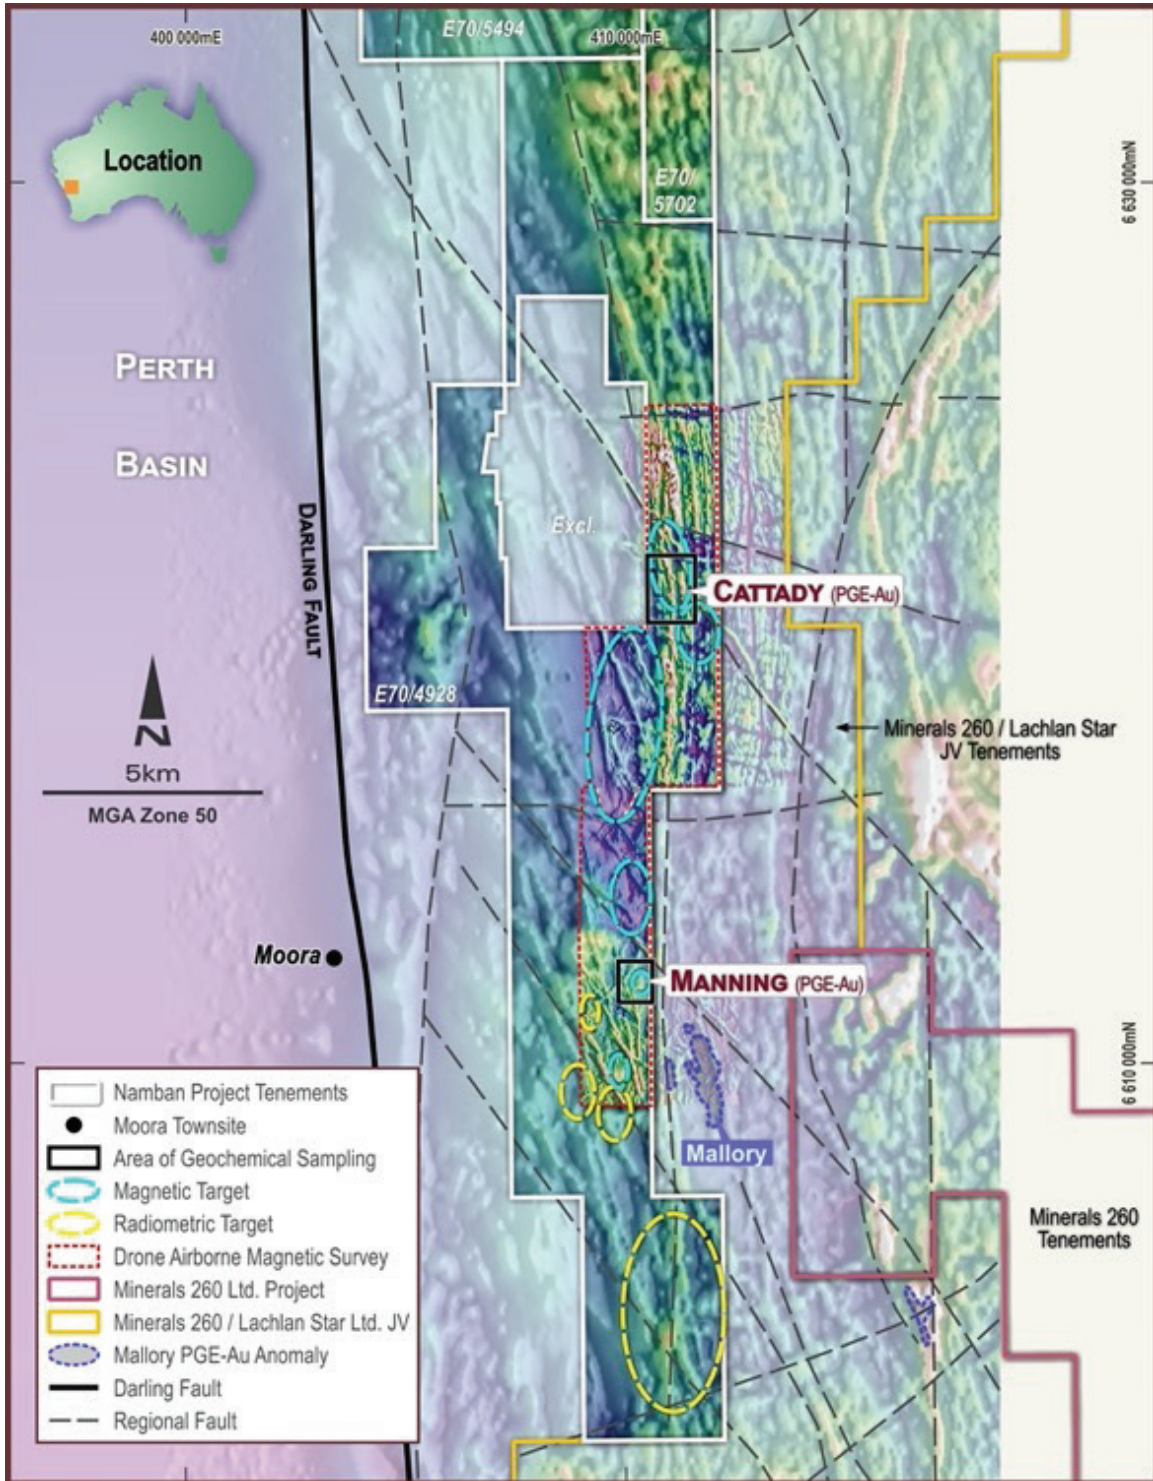 400 000mE
E70/5494
410 000mE
Location
E70/
5702
6 630 000mN
PERTH
BASIN
DARLING FAULT
Excl.
CATTADY (PGE-Au)
E70/4928
N
5km
MGA Zone 50
Minerals 260 / Lachlan Star
JV Tenements
Moora
MANNING (PGE-Au)
6 610 000mN
Mallory
Minerals 260
Tenements
Namban Project Tenements
Moora Townsite
Area of Geochemical Sampling
Magnetic Target
Radiometric Target
Drone Airborne Magnetic Survey
Minerals 260 Ltd. Project
Minerals 260 / Lachlan Star Ltd. JV
Mallory PGE-Au Anomaly
Darling Fault
Regional Fault